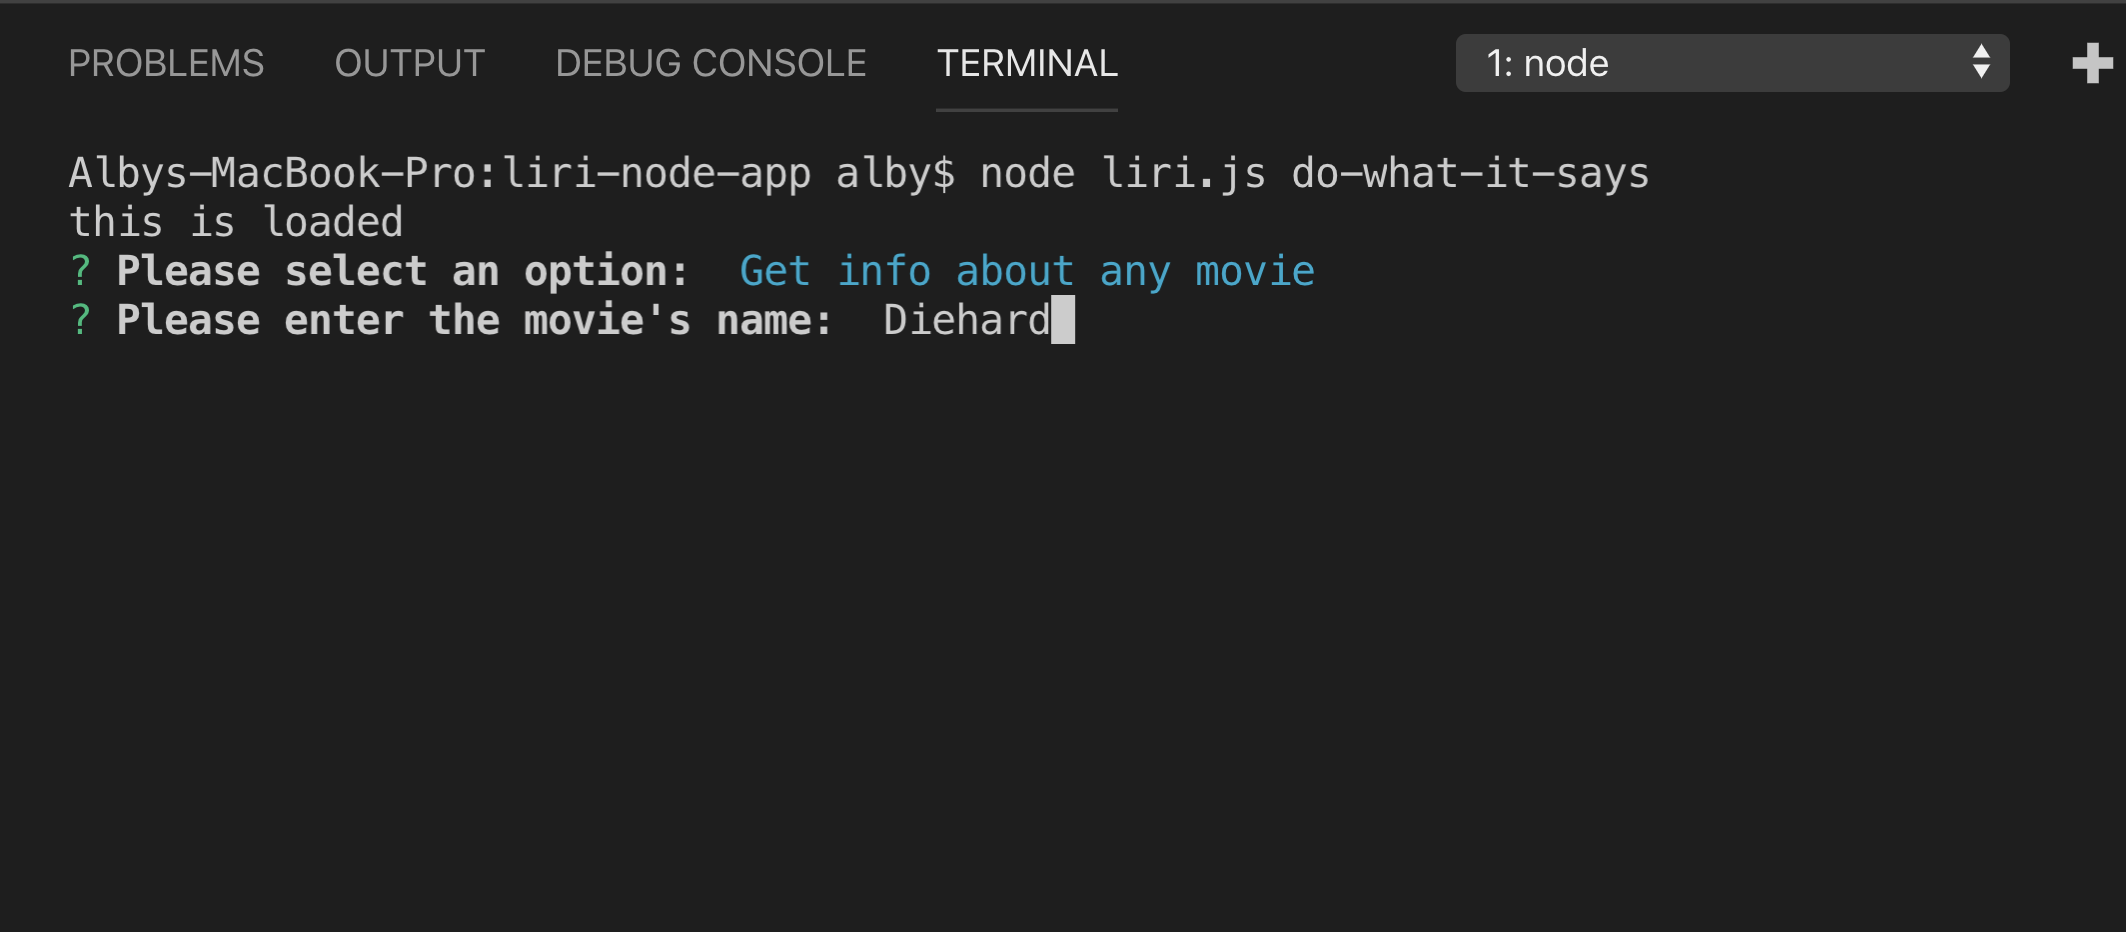 PROBLEMS OUTPUT DEBUG CONSOLE TERMINAL 1: node
Albys-MacBook-Pro:liri-node-app alby$ node liri.js do-what-it-says
this is loaded
? Please select an option:  Get info about any movie
? Please enter the movie's name:  Diehard